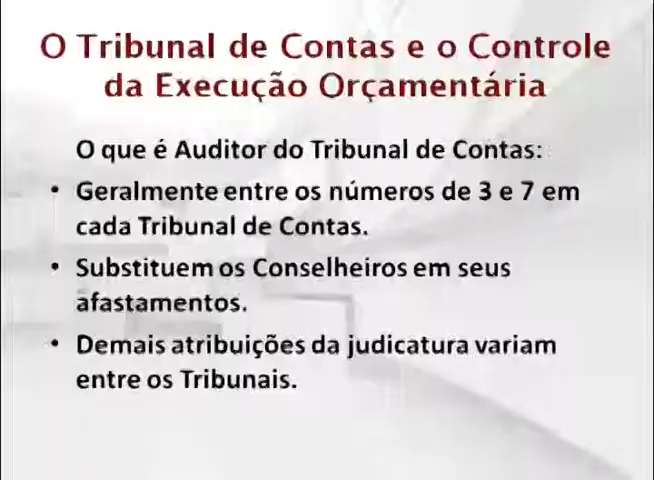 O Tribunal de Contas e o Controle
da Execução Orçamentária
O que é Auditor do Tribunal de Contas:
• Geralmente entre os números de 3 e 7 em
cada Tribunal de Contas.
• Substituem os Conselheiros em seus
afastamentos.
• Demais atribuições da judicatura variam
entre os Tribunais.